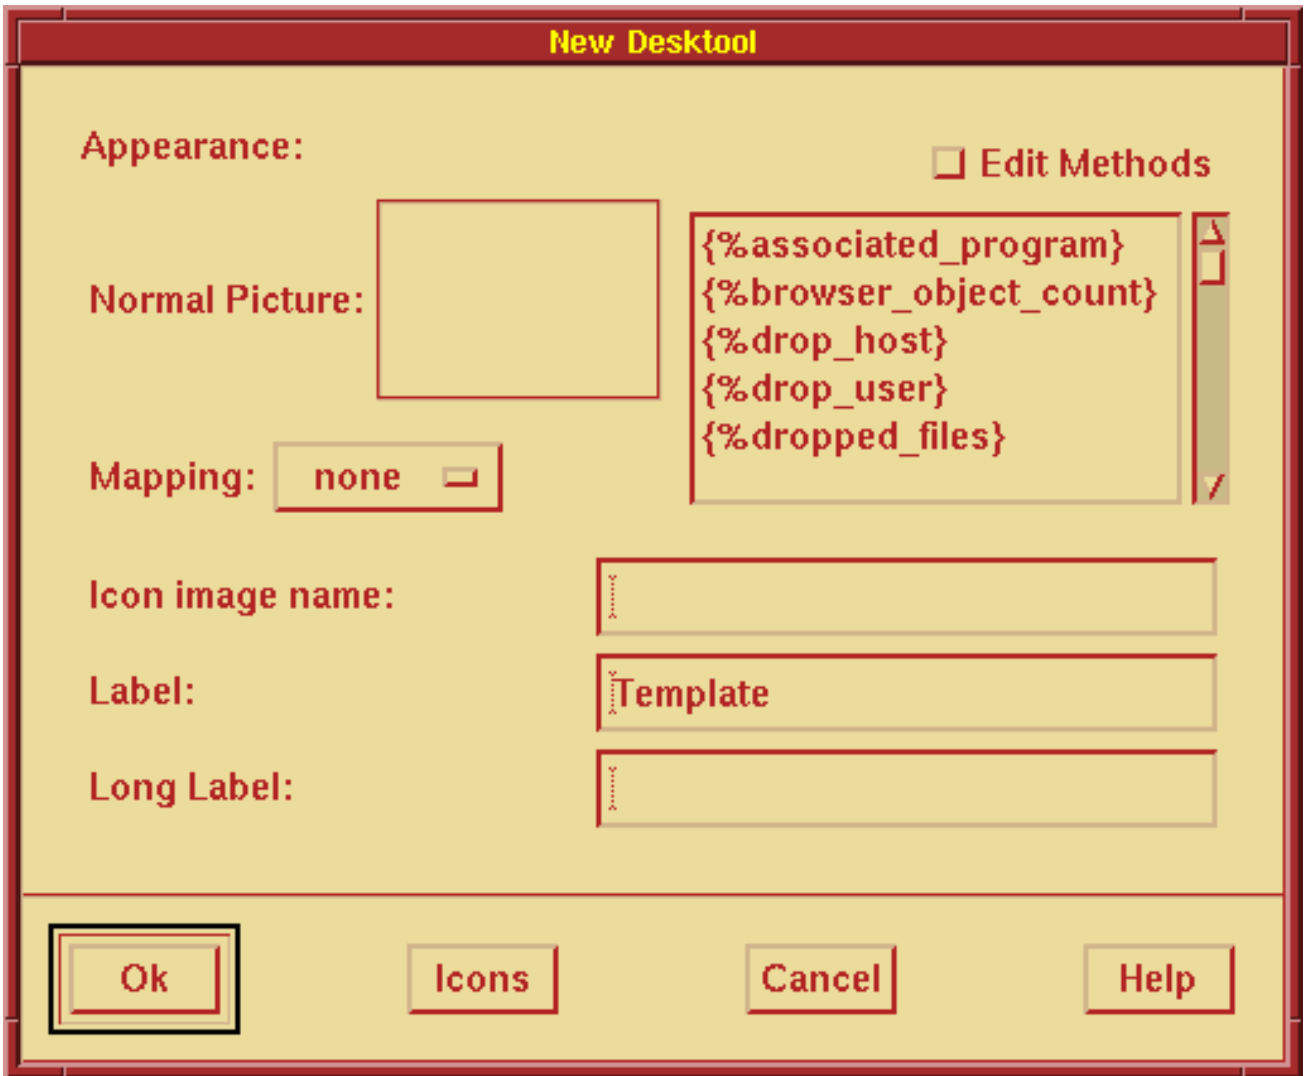 New Desktool
Appearance:
Edit Methods
Normal Picture:
{%associated_program}
{%browser_object_count}
{%drop_host}
{%drop_user}
{%dropped_files}
Mapping: none
Icon image name:
Label: Template
Long Label:
Ok Icons Cancel Help